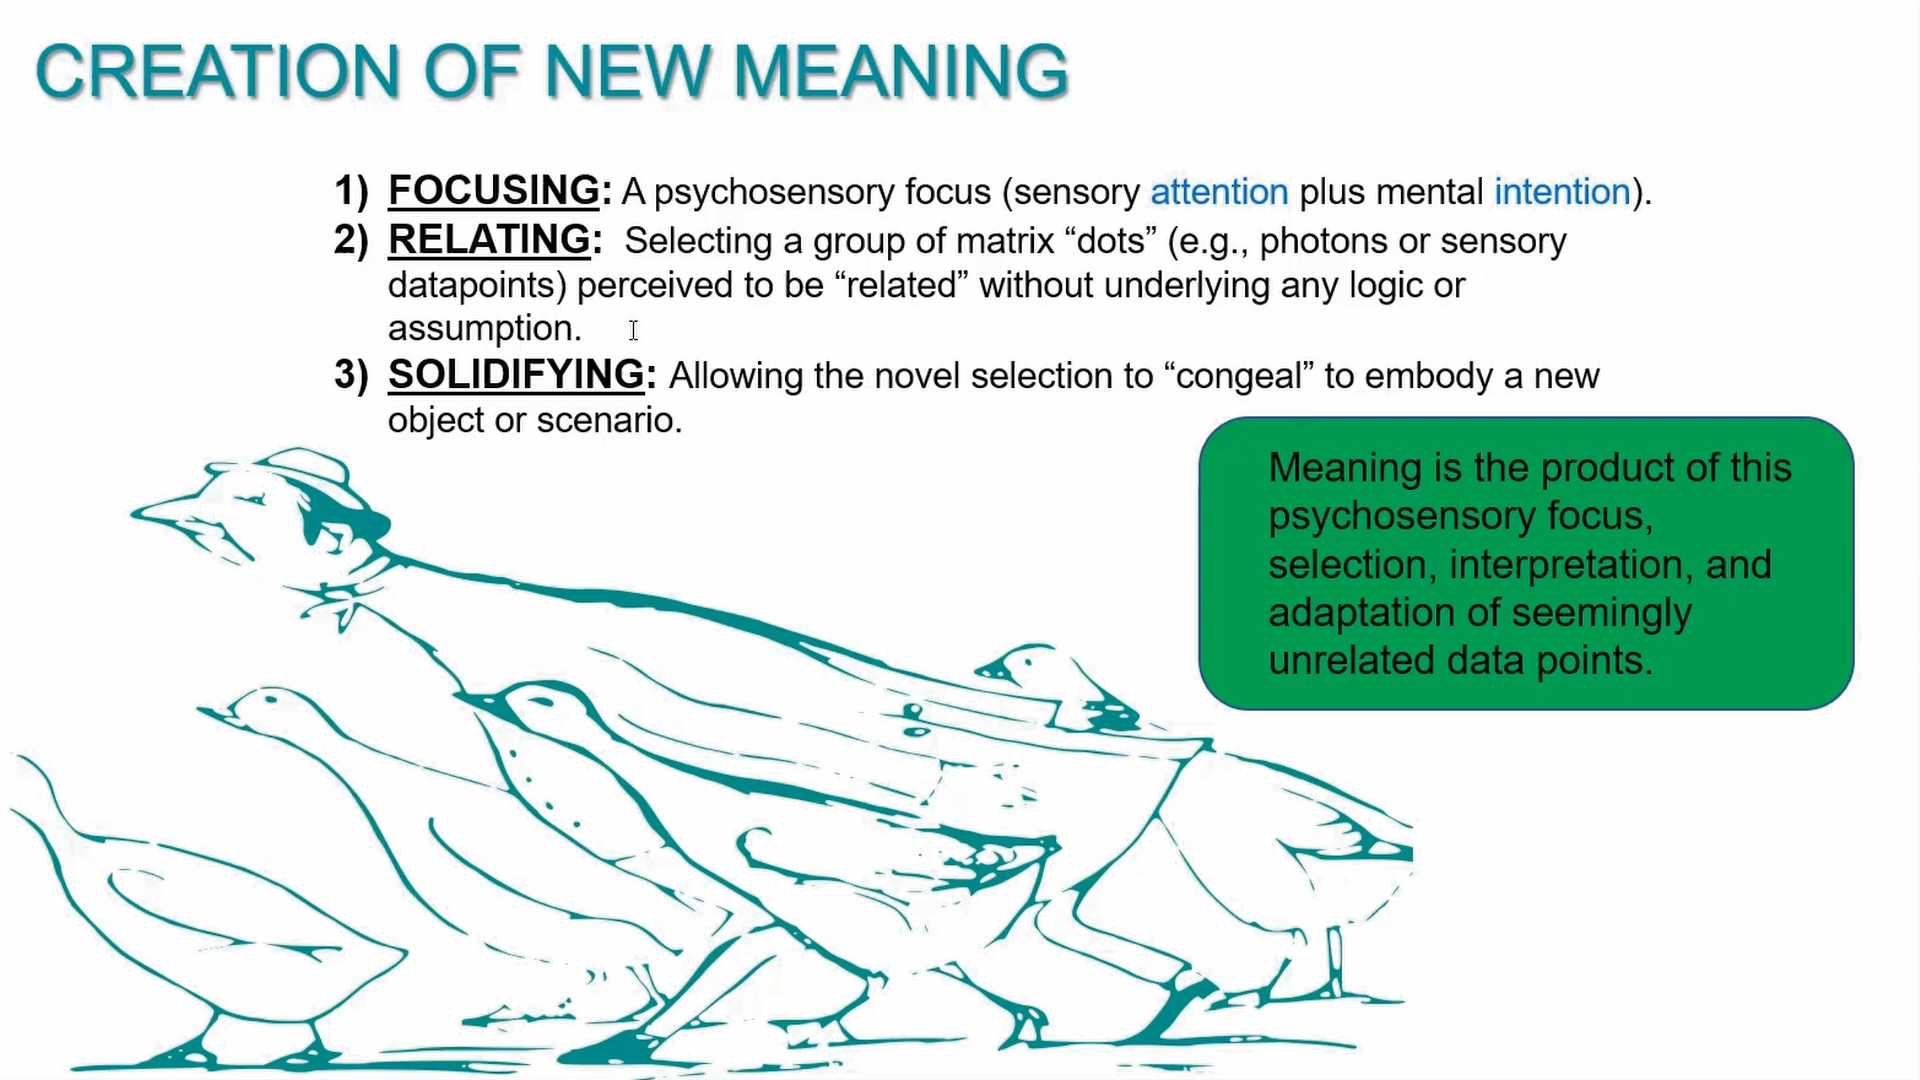 CREATION OF NEW MEANING
1) FOCUSING: A psychosensory focus (sensory attention plus mental intention).
2) RELATING: Selecting a group of matrix “dots” (e.g., photons or sensory
datapoints) perceived to be “related” without underlying any logic or
assumption.
3) SOLIDIFYING: Allowing the novel selection to “congeal” to embody a new
object or scenario.
Meaning is the product of this
psychosensory focus,
selection, interpretation, and
adaptation of seemingly
unrelated data points.